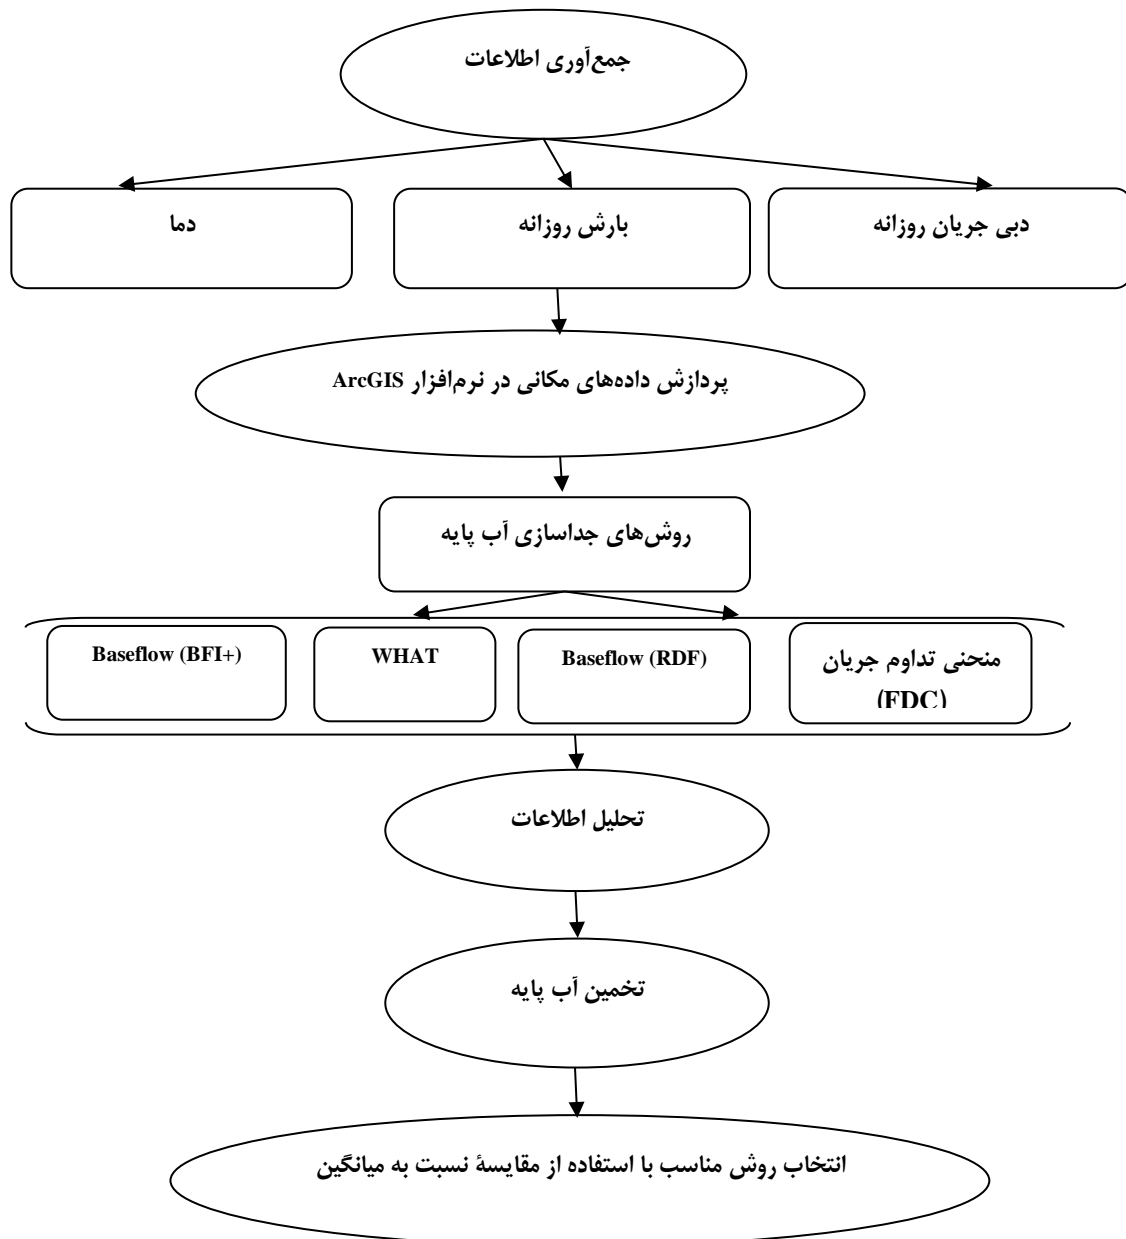 جمع‌آوری اطلاعات
دبی جریان روزانه
بارش روزانه
دما
پردازش داده‌های مکانی در نرم‌افزار ArcGIS
روش‌های جداسازی آب پایه
منحنی تداوم جریان
(FDC)
Baseflow (RDF)
WHAT
Baseflow (BFI+)
تحلیل اطلاعات
تخمین آب پایه
انتخاب روش مناسب با استفاده از مقایسهٔ نسبت به میانگین